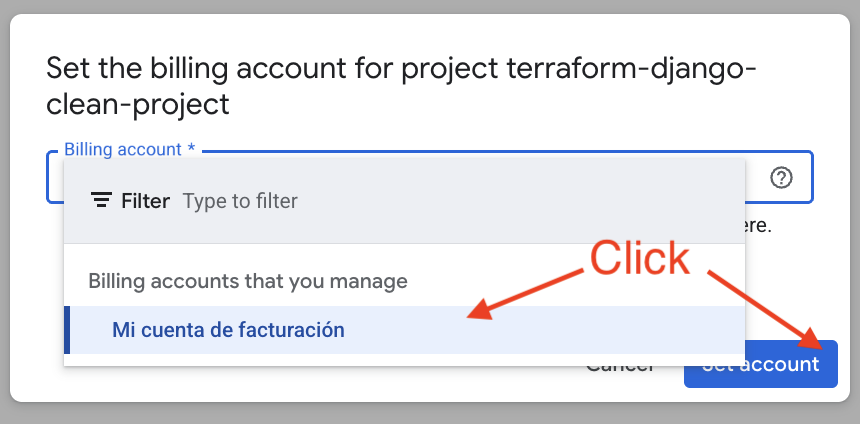 Set the billing account for project terraform-django-
clean-project
Billing account *
Filter Type to filter
ere.
Click
Billing accounts that you manage
Mi cuenta de facturación
Cancel Set account